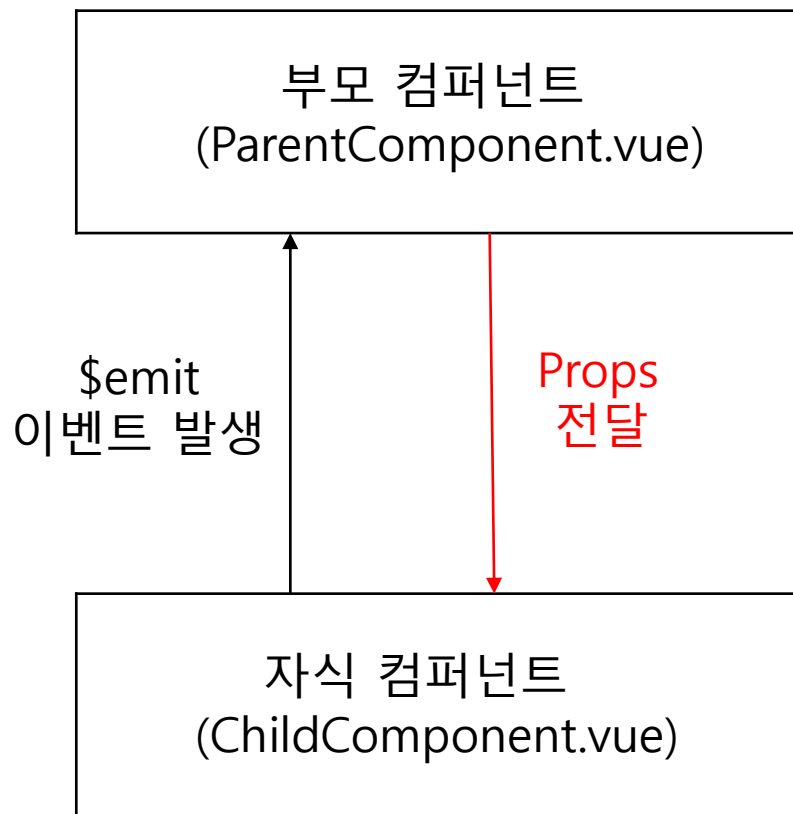 부모 컴퍼넌트
(ParentComponent.vue)
$emit
이벤트 발생
Props
전달
자식 컴퍼넌트
(ChildComponent.vue)